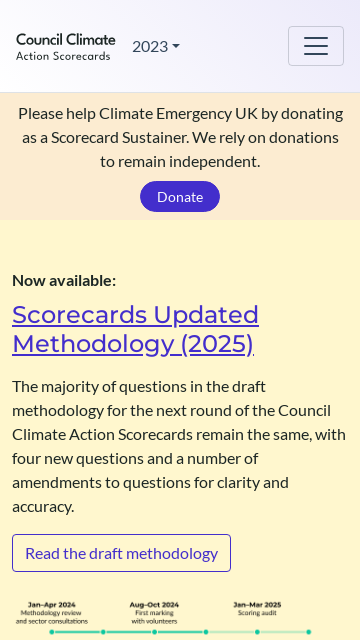 Council Climate
Action Scorecards
2023
Please help Climate Emergency UK by donating
as a Scorecard Sustainer. We rely on donations
to remain independent.
Donate
Now available:
Scorecards Updated
Methodology (2025)
The majority of questions in the draft
methodology for the next round of the Council
Climate Action Scorecards remain the same, with
four new questions and a number of
amendments to questions for clarity and
accuracy.
Read the draft methodology
Jan–Apr 2024
Methodology review
and sector consultations
Aug–Oct 2024
First marking
with volunteers
Jan–Mar 2025
Scoring audit